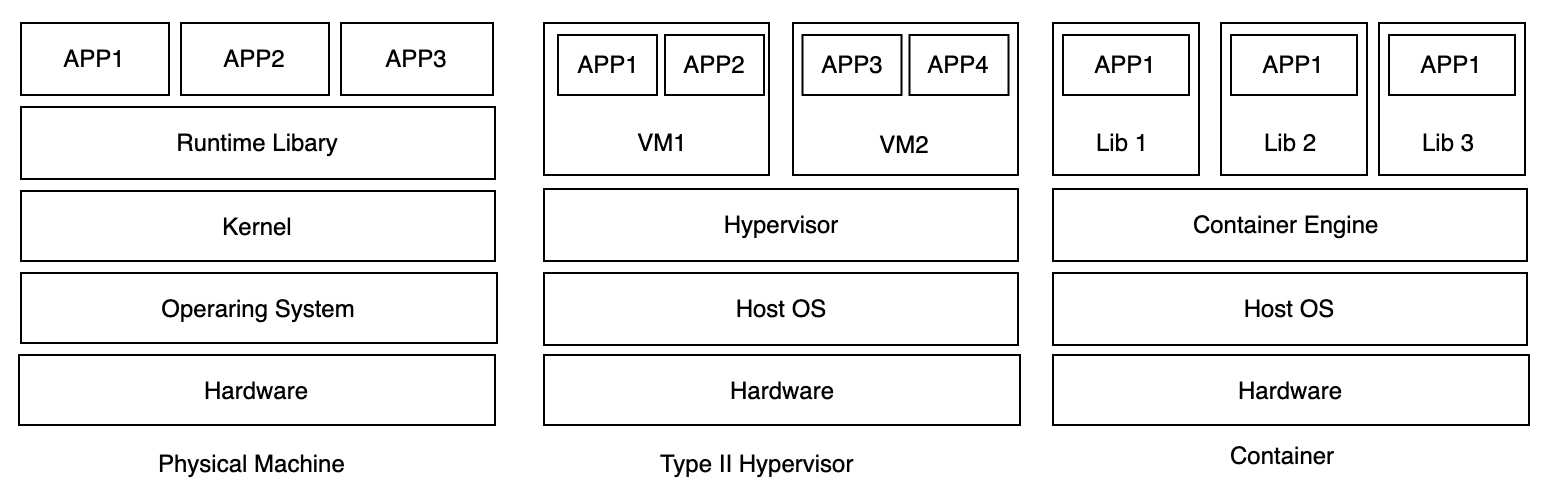 APP1 APP2 APP3
Runtime Libary
Kernel
Operaring System
Hardware
Physical Machine
APP1 APP2 APP3 APP4
VM1 VM2
Hypervisor
Host OS
Hardware
Type II Hypervisor
APP1 APP1 APP1
Lib 1 Lib 2 Lib 3
Container Engine
Host OS
Hardware
Container